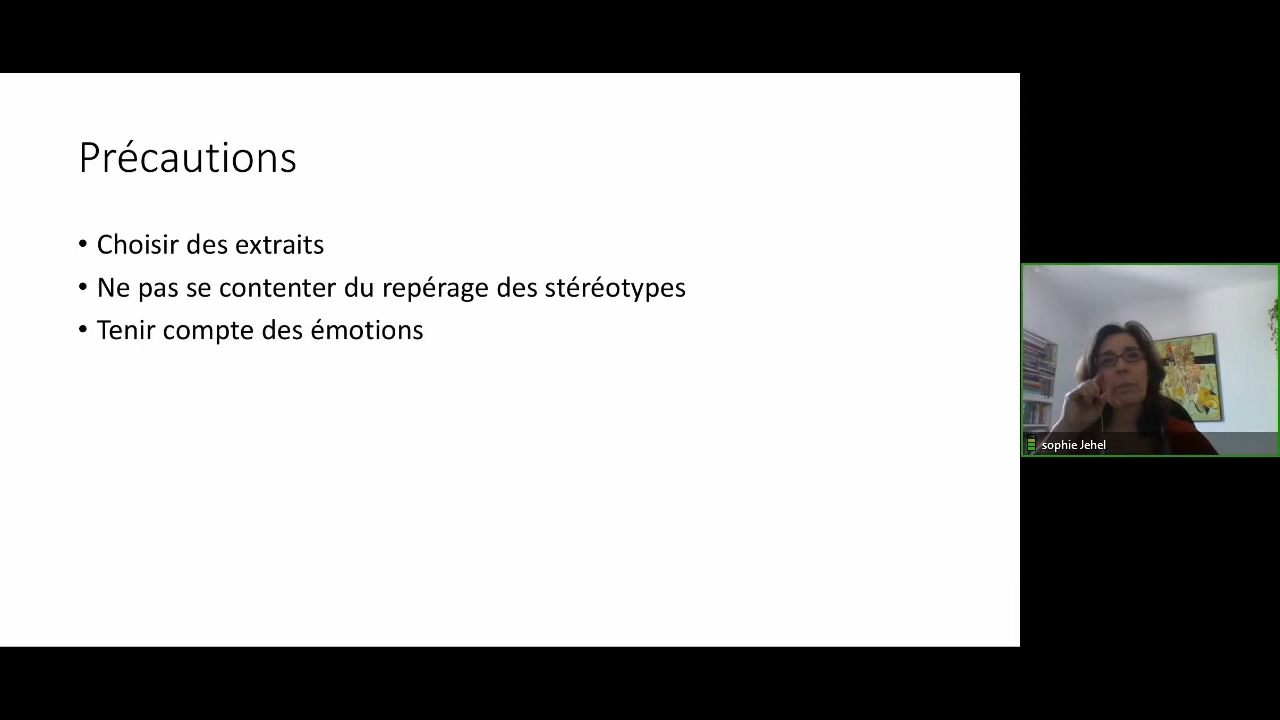 Précautions
• Choisir des extraits
• Ne pas se contenter du repérage des stéréotypes
• Tenir compte des émotions
sophie Jehel